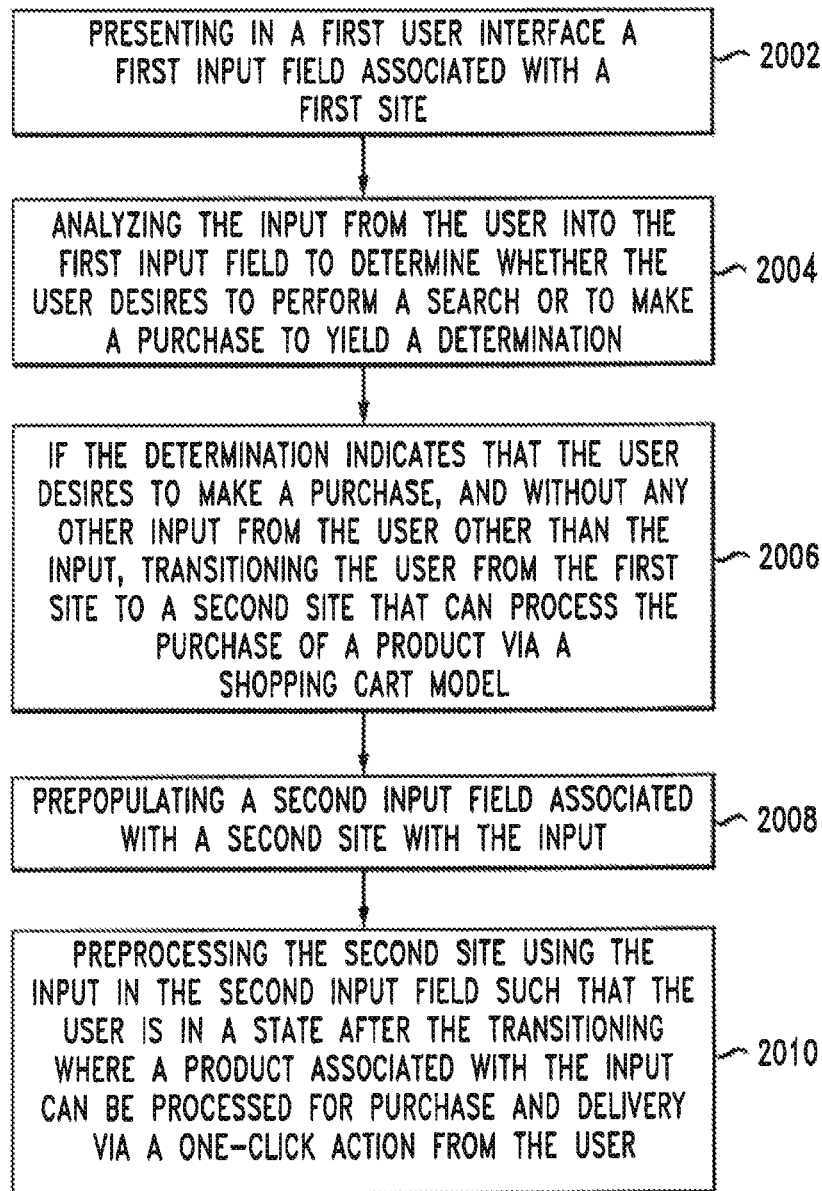 PRESENTING IN A FIRST USER INTERFACE A
FIRST INPUT FIELD ASSOCIATED WITH A
FIRST SITE
2002
ANALYZING THE INPUT FROM THE USER INTO THE
FIRST INPUT FIELD TO DETERMINE WHETHER THE
USER DESIRES TO PERFORM A SEARCH OR TO MAKE
A PURCHASE TO YIELD A DETERMINATION
2004
IF THE DETERMINATION INDICATES THAT THE USER
DESIRES TO MAKE A PURCHASE, AND WITHOUT ANY
OTHER INPUT FROM THE USER OTHER THAN THE
INPUT, TRANSITIONING THE USER FROM THE FIRST
SITE TO A SECOND SITE THAT CAN PROCESS THE
PURCHASE OF A PRODUCT VIA A
SHOPPING CART MODEL
2006
PREPOPULATING A SECOND INPUT FIELD ASSOCIATED
WITH A SECOND SITE WITH THE INPUT
2008
PREPROCESSING THE SECOND SITE USING THE
INPUT IN THE SECOND INPUT FIELD SUCH THAT THE
USER IS IN A STATE AFTER THE TRANSITIONING
WHERE A PRODUCT ASSOCIATED WITH THE INPUT
CAN BE PROCESSED FOR PURCHASE AND DELIVERY
VIA A ONE-CLICK ACTION FROM THE USER
2010